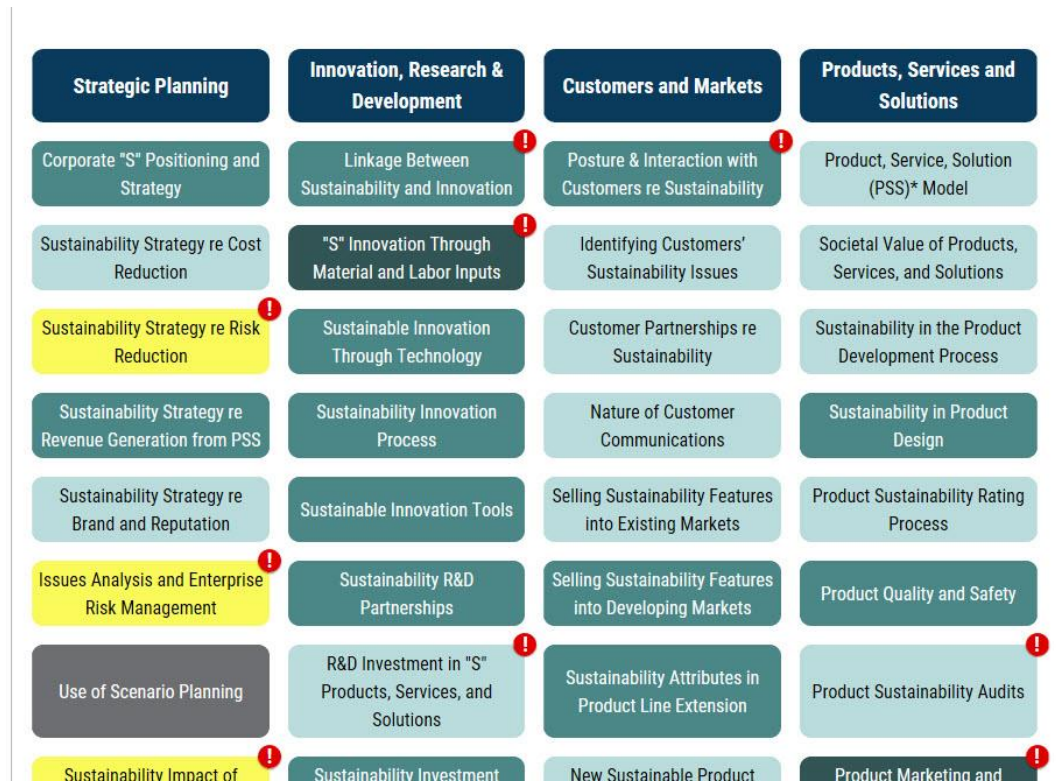 Strategic Planning
Innovation, Research &
Development
Customers and Markets
Products, Services and
Solutions
Corporate "S" Positioning and
Strategy
!
Linkage Between
Sustainability and Innovation
!
Posture & Interaction with
Customers re Sustainability
Product, Service, Solution
(PSS)* Model
Sustainability Strategy re Cost
Reduction
!
"S" Innovation Through
Material and Labor Inputs
Identifying Customers'
Sustainability Issues
Societal Value of Products,
Services, and Solutions
!
Sustainability Strategy re Risk
Reduction
Sustainable Innovation
Through Technology
Customer Partnerships re
Sustainability
Sustainability in the Product
Development Process
Sustainability Strategy re
Revenue Generation from PSS
Sustainability Innovation
Process
Nature of Customer
Communications
Sustainability in Product
Design
Sustainability Strategy re
Brand and Reputation
Sustainable Innovation Tools
Selling Sustainability Features
into Existing Markets
Product Sustainability Rating
Process
!
Issues Analysis and Enterprise
Risk Management
Sustainability R&D
Partnerships
Selling Sustainability Features
into Developing Markets
Product Quality and Safety
Use of Scenario Planning
!
R&D Investment in "S"
Products, Services, and
Solutions
Sustainability Attributes in
Product Line Extension
!
Product Sustainability Audits
!
Sustainability Impact of
Sustainability Investment
New Sustainable Product
!
Product Marketing and